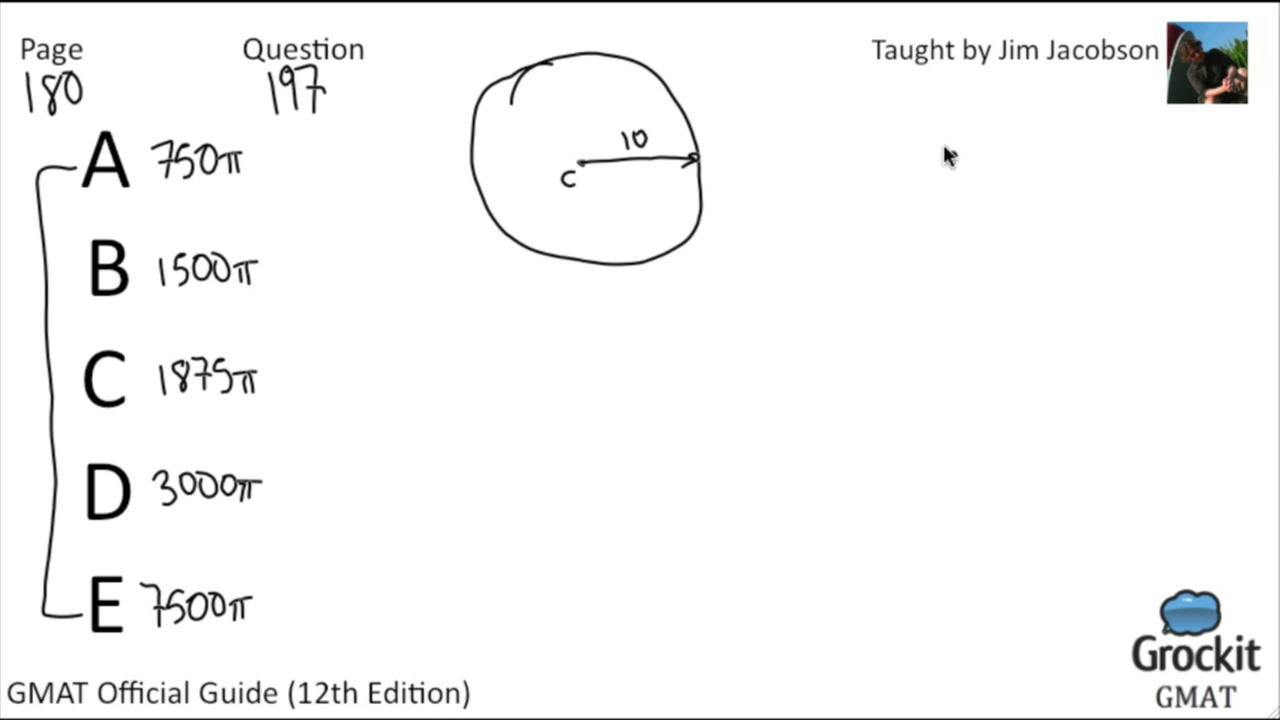 Page Question Taught by Jim Jacobson
180 197
A 750π
10
C
B 1500π
C 1875π
D 3000π
E 7500π
Grockit
GMAT
GMAT Official Guide (12th Edition)